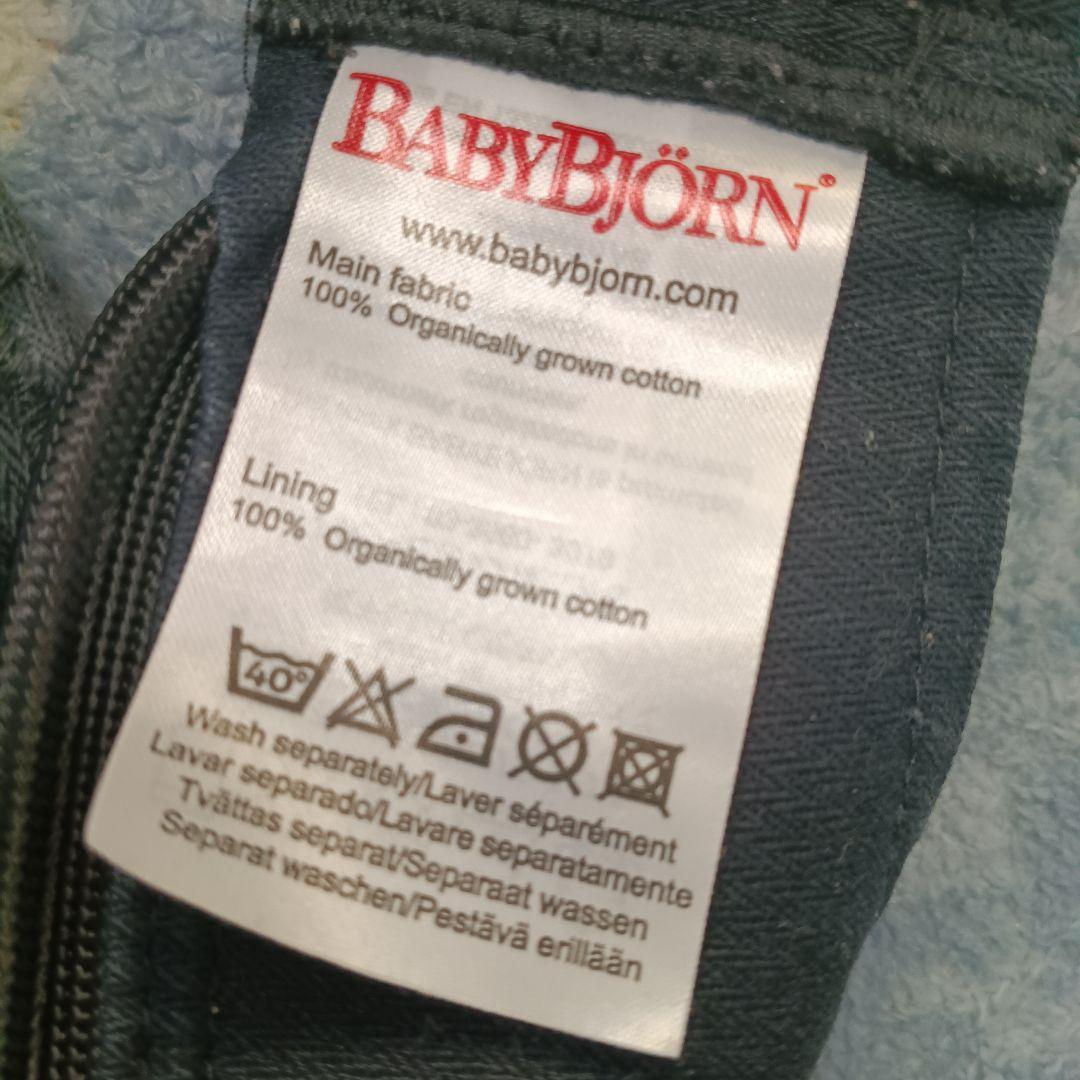 BABYBJÖRN®
www.babybjorn.com
Main fabric
100% Organically grown cotton
Lining
100% Organically grown cotton
40°
Wash separately/Laver séparément
Lavar separado/Lavare separatamente
Tvättas separat/Separaat wassen
Separat waschen/Pestävä erillään